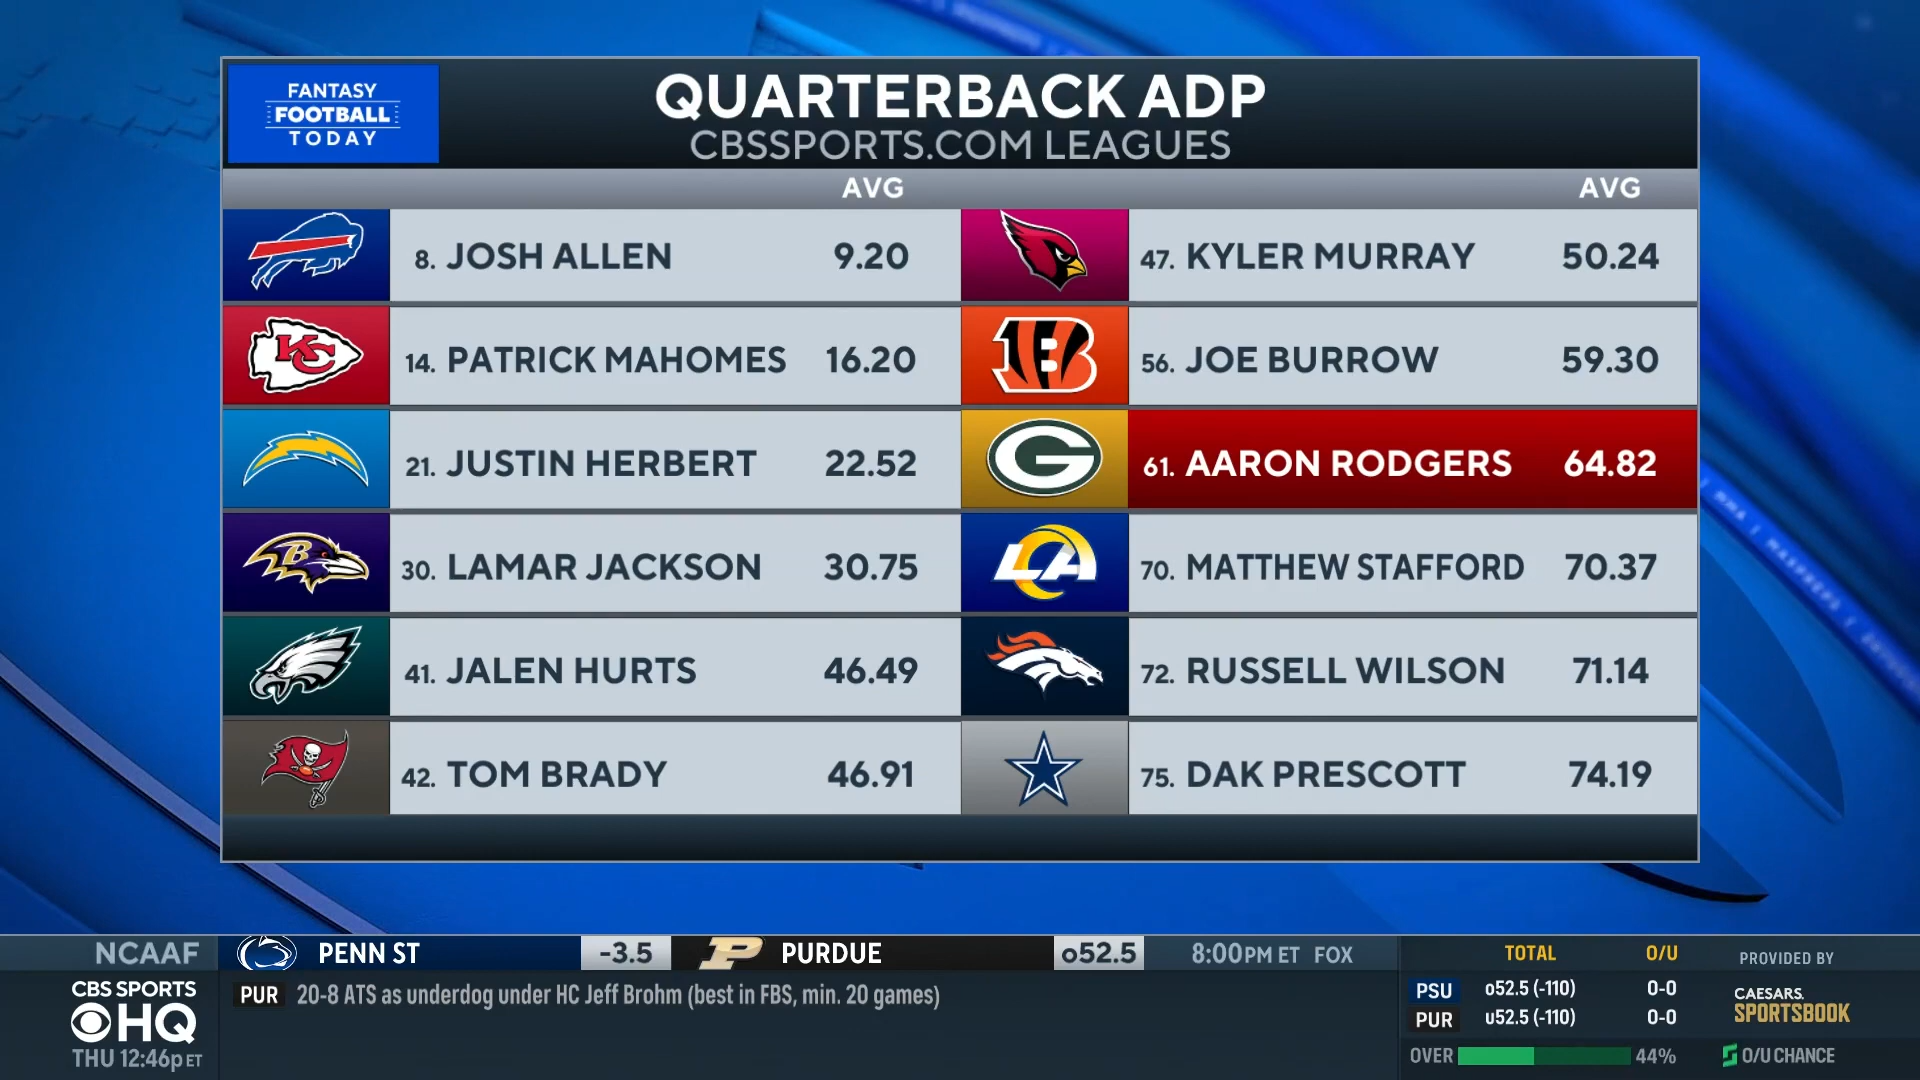 FANTASY
FOOTBALL
TODAY
QUARTERBACK ADP
CBSSPORTS.COM LEAGUES
AVG AVG
8. JOSH ALLEN 9.20
47. KYLER MURRAY 50.24
KC 14. PATRICK MAHOMES 16.20
B 56. JOE BURROW 59.30
21. JUSTIN HERBERT 22.52
G 61. AARON RODGERS 64.82
B 30. LAMAR JACKSON 30.75
LA 70. MATTHEW STAFFORD 70.37
41. JALEN HURTS 46.49
72. RUSSELL WILSON 71.14
42. TOM BRADY 46.91
75. DAK PRESCOTT 74.19
NCAAF PENN ST -3.5 P PURDUE o52.5 8:00PM ET FOX
CBS SPORTS
HQ
THU 12:46p ET
PUR 20-8 ATS as underdog under HC Jeff Brohm (best in FBS, min. 20 games)
TOTAL O/U
PSU o52.5 (-110) 0-0
PUR u52.5 (-110) 0-0
OVER 44%
PROVIDED BY
CAESARS
SPORTSBOOK
S O/U CHANCE